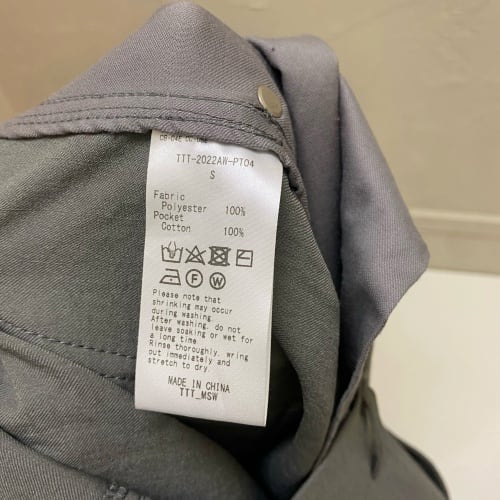 TTT-2022AW-PT04
S
Fabric
Polyester 100%
Pocket
Cotton 100%
F W
Please note that
shrinking may occur
during washing.
After washing. do not
leave soaking or wet for
a long time
Rinse thoroughly. wring
out immediately and
stretch to dry.
MADE IN CHINA
TTT_MSW